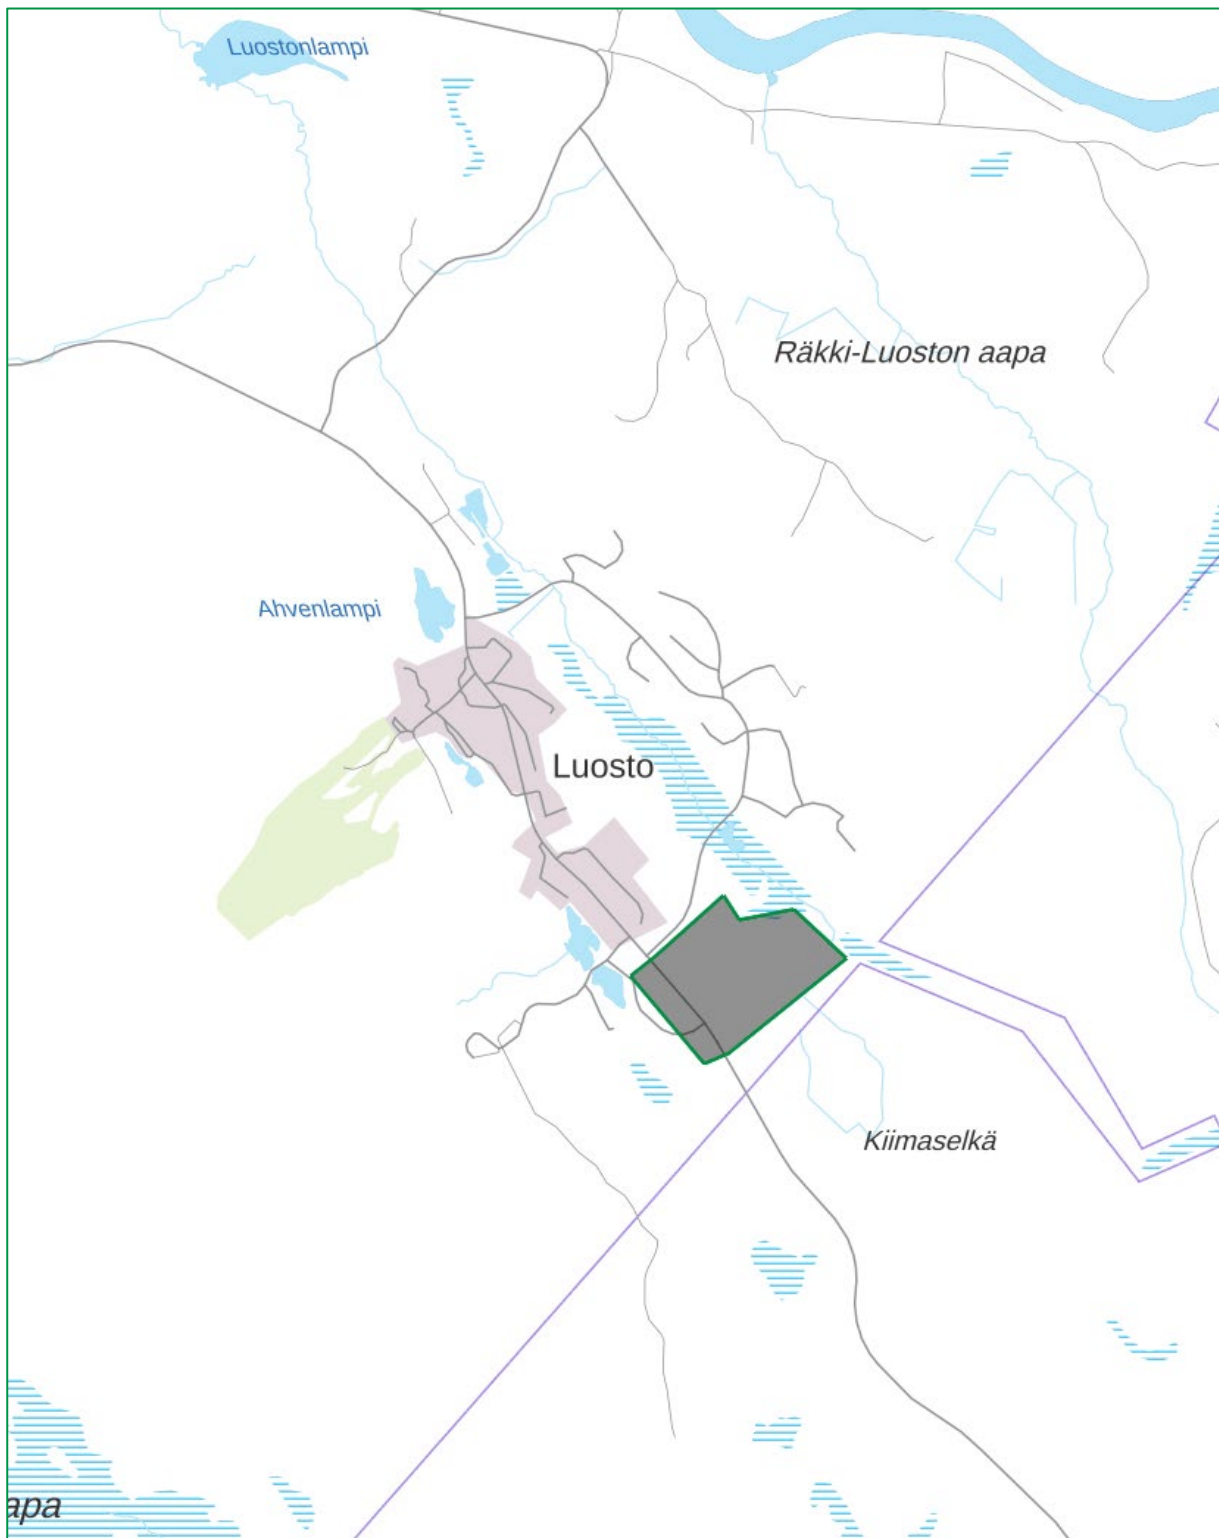 Luostonlampi
Räkki-Luoston aapa
Ahvenlampi
Luosto
Kiimaselkä
apa